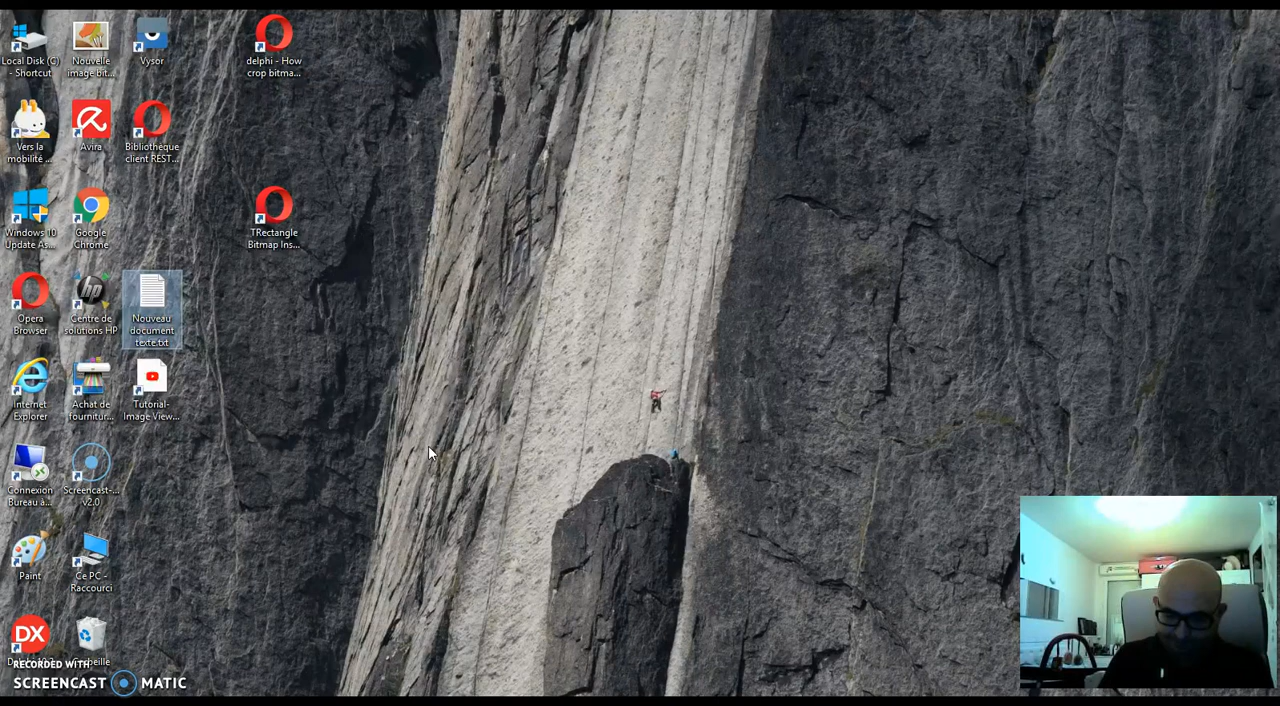 Local Disk (C)
- Shortcut
Nouvelle
image bit...
Vysor
delphi - How
crop bitma...
Vers la
mobilité ...
Avira
Bibliothèque
client REST...
Windows 10
Update As...
Google
Chrome
TRectangle
Bitmap Ins...
Opera
Browser
hp
Centre de
solutions HP
Nouveau
document
texte.txt
Internet
Explorer
Achat de
fournitur...
Tutorial-
Image View...
Connexion
Bureau à...
Screencast-...
v2.0
Paint
Ce PC -
Raccourci
DX
RECORDED WITH
SCREENCAST MATIC